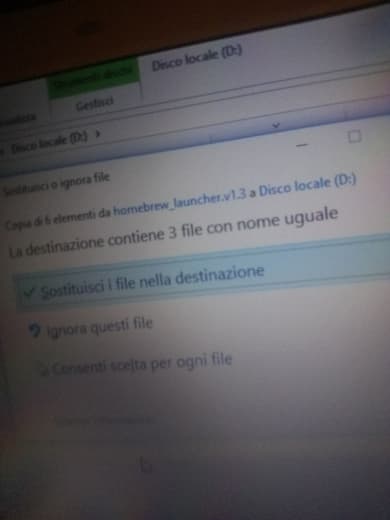 Strumenti disco
Disco locale (D:)
Gestisci
Disco locale (D:)
Sostituisci o ignora file
Copia di 6 elementi da homebrew_launcher.v1.3 a Disco locale (D:)
La destinazione contiene 3 file con nome uguale
Sostituisci i file nella destinazione
Ignora questi file
Consenti scelta per ogni file